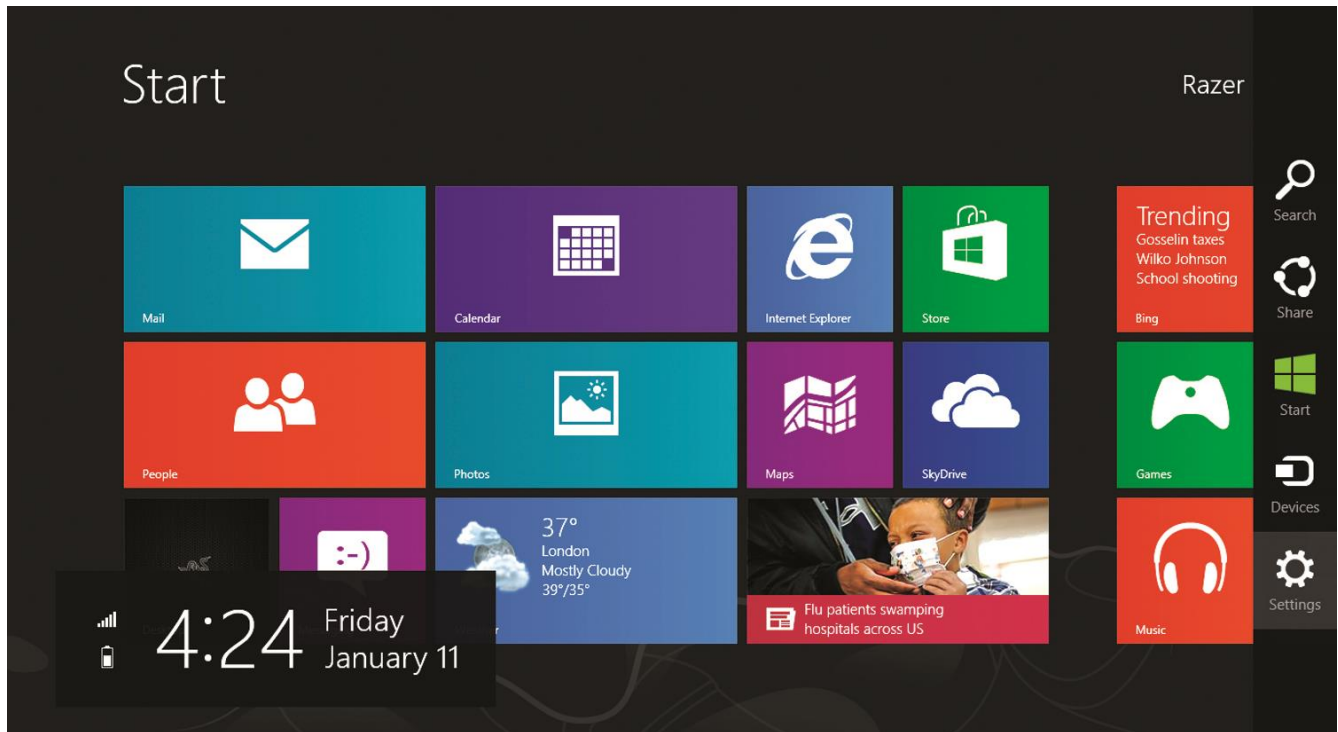 Start
Razer
Mail
Calendar
Internet Explorer
Store
Trending
Gosselin taxes
Wilko Johnson
School shooting
Bing
People
Photos
Maps
SkyDrive
Games
37°
London
Mostly Cloudy
39°/35°
Flu patients swamping
hospitals across US
Music
4:24
Friday
January 11
Search
Share
Start
Devices
Settings